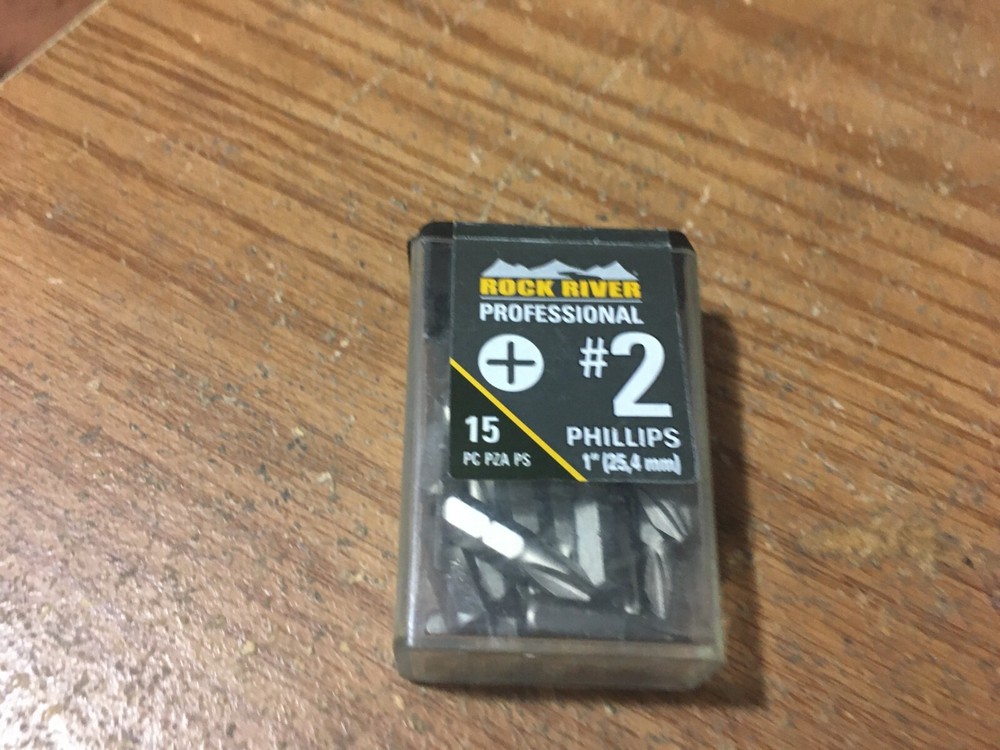 ROCK RIVER
PROFESSIONAL
#2
15
PHILLIPS
PC PZA PS
1" (25,4 mm)